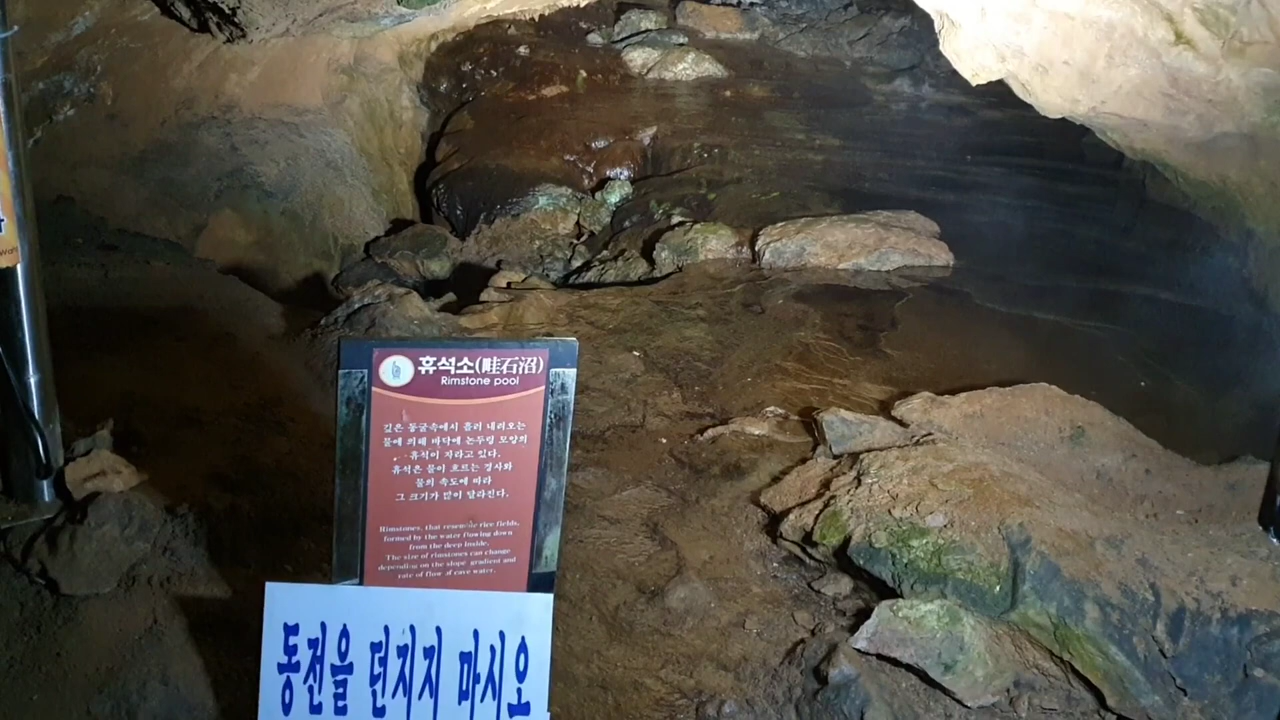 휴석소(畦石沼)
Rimstone pool
깊은 동굴속에서 흘러 내려오는
물에 의해 바닥에 논두렁 모양의
휴석이 자라고 있다.
휴석은 물이 흐르는 경사와
물의 속도에 따라
그 크기가 많이 달라진다.
Rimstones, that resemble rice fields,
formed by the water flowing down
from the deep inside.
The size of rimstones can change
depending on the slope gradient and
rate of flow of cave water.
동전을 던지지 마시오